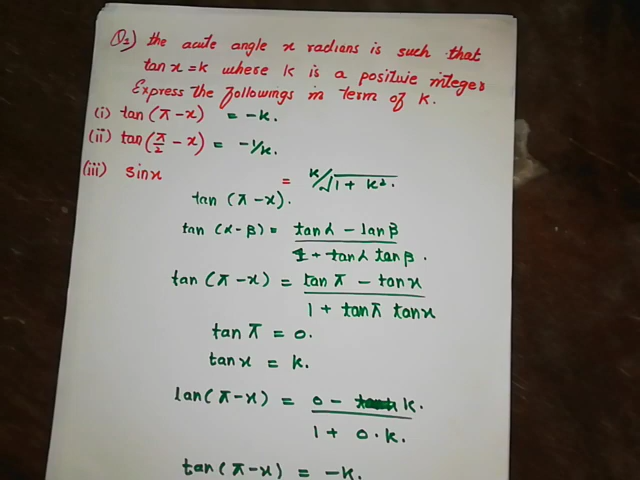 Q1) the acute angle x radians is such that
tan x = k where k is a positive integer
Express the followings in term of k.
(i) tan (π - x) = -k.
(ii) tan (π/2 - x) = -1/k.
(iii) sinx = k/√1 + k².
tan (π - x).
tan (α - β) = tan α - tan β / 1 + tan α tan β.
tan (π - x) = tan π - tan x / 1 + tan π tan x
tan π = 0.
tan x = k.
tan (π - x) = 0 - k. / 1 + 0·k.
tan (π - x) = -k.